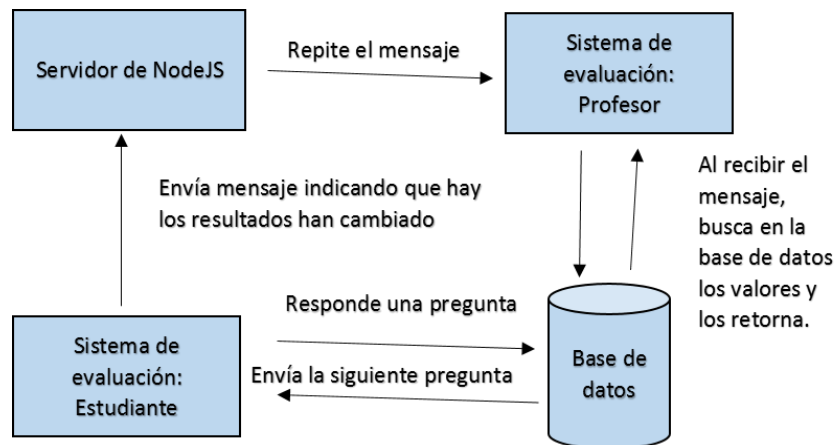 Servidor de NodeJS
Repite el mensaje
Sistema de
evaluación:
Profesor
Envía mensaje indicando que hay
los resultados han cambiado
Al recibir el
mensaje,
busca en la
base de datos
los valores y
los retorna.
Responde una pregunta
Sistema de
evaluación:
Estudiante
Envía la siguiente pregunta
Base de
datos